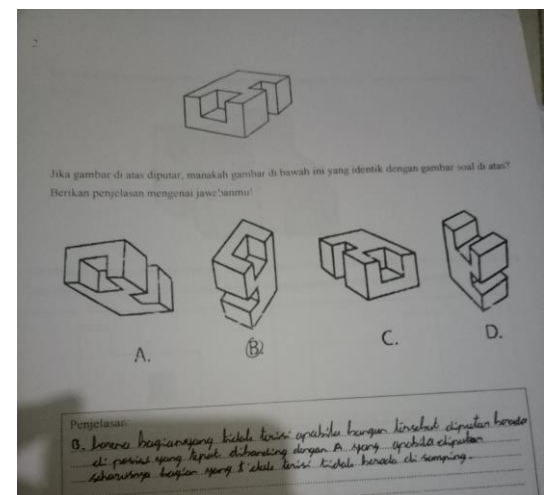 2
Jika gambar di atas diputar, manakah gambar di bawah ini yang identik dengan gambar soal di atas?
Berikan penjelasan mengenai jawabanmu!
A.
B.
C.
D.
Penjelasan:
B. karena bagian yang tidak terisi apabila bangun tersebut diputar berada
di posisi yang tepat dibanding dengan A yang apabila diputar
seharusnya bagian yang tidak terisi tidak berada di samping.